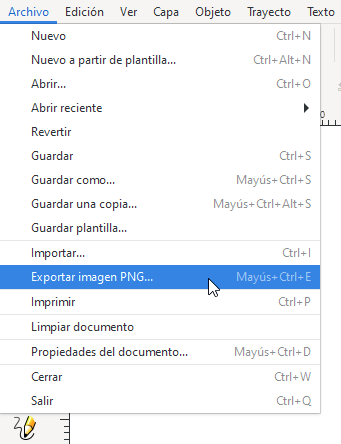 Archivo Edición Ver Capa Objeto Trayecto Texto
Nuevo Ctrl+N
Nuevo a partir de plantilla... Ctrl+Alt+N
Abrir... Ctrl+O
Abrir reciente
Revertir
Guardar Ctrl+S
Guardar como... Mayús+Ctrl+S
Guardar una copia... Mayús+Ctrl+Alt+S
Guardar plantilla...
Importar... Ctrl+I
Exportar imagen PNG... Mayús+Ctrl+E
Imprimir Ctrl+P
Limpiar documento
Propiedades del documento... Mayús+Ctrl+D
Cerrar Ctrl+W
Salir Ctrl+Q
0